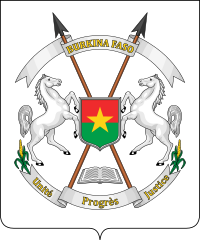 BURKINA FASO
Unité Progrès Justice